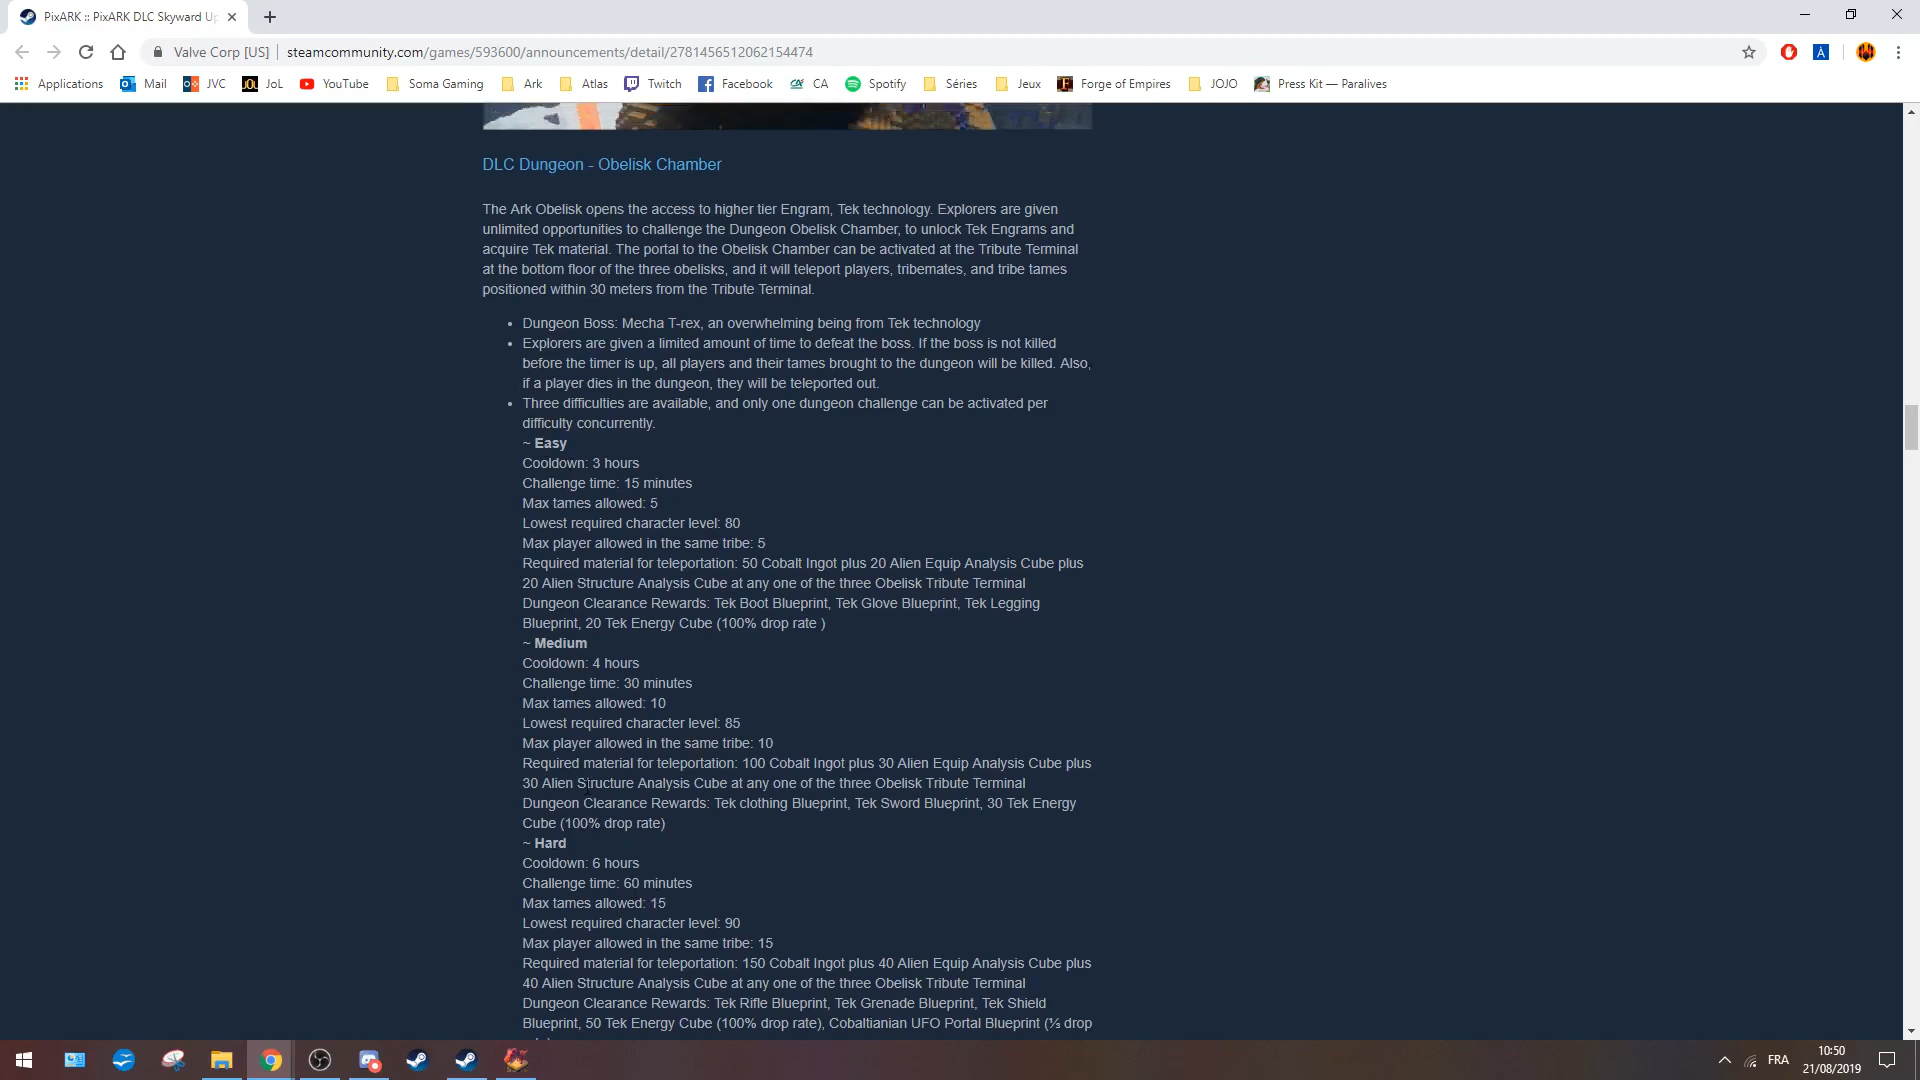 PixARK :: PixARK DLC Skyward Up
Valve Corp [US]
steamcommunity.com/games/593600/announcements/detail/2781456512062154474
Applications
Mail
JVC
JOL
JoL
YouTube
Soma Gaming
Ark
Atlas
Twitch
Facebook
CA
Spotify
Séries
Jeux
Forge of Empires
JOJO
Press Kit — Paralives
DLC Dungeon - Obelisk Chamber
The Ark Obelisk opens the access to higher tier Engram, Tek technology. Explorers are given
unlimited opportunities to challenge the Dungeon Obelisk Chamber, to unlock Tek Engrams and
acquire Tek material. The portal to the Obelisk Chamber can be activated at the Tribute Terminal
at the bottom floor of the three obelisks, and it will teleport players, tribemates, and tribe tames
positioned within 30 meters from the Tribute Terminal.
• Dungeon Boss: Mecha T-rex, an overwhelming being from Tek technology
• Explorers are given a limited amount of time to defeat the boss. If the boss is not killed
before the timer is up, all players and their tames brought to the dungeon will be killed. Also,
if a player dies in the dungeon, they will be teleported out.
• Three difficulties are available, and only one dungeon challenge can be activated per
difficulty concurrently.
~ Easy
Cooldown: 3 hours
Challenge time: 15 minutes
Max tames allowed: 5
Lowest required character level: 80
Max player allowed in the same tribe: 5
Required material for teleportation: 50 Cobalt Ingot plus 20 Alien Equip Analysis Cube plus
20 Alien Structure Analysis Cube at any one of the three Obelisk Tribute Terminal
Dungeon Clearance Rewards: Tek Boot Blueprint, Tek Glove Blueprint, Tek Legging
Blueprint, 20 Tek Energy Cube (100% drop rate )
~ Medium
Cooldown: 4 hours
Challenge time: 30 minutes
Max tames allowed: 10
Lowest required character level: 85
Max player allowed in the same tribe: 10
Required material for teleportation: 100 Cobalt Ingot plus 30 Alien Equip Analysis Cube plus
30 Alien Structure Analysis Cube at any one of the three Obelisk Tribute Terminal
Dungeon Clearance Rewards: Tek clothing Blueprint, Tek Sword Blueprint, 30 Tek Energy
Cube (100% drop rate)
~ Hard
Cooldown: 6 hours
Challenge time: 60 minutes
Max tames allowed: 15
Lowest required character level: 90
Max player allowed in the same tribe: 15
Required material for teleportation: 150 Cobalt Ingot plus 40 Alien Equip Analysis Cube plus
40 Alien Structure Analysis Cube at any one of the three Obelisk Tribute Terminal
Dungeon Clearance Rewards: Tek Rifle Blueprint, Tek Grenade Blueprint, Tek Shield
Blueprint, 50 Tek Energy Cube (100% drop rate), Cobaltianian UFO Portal Blueprint (⅓ drop
FRA
10:50
21/08/2019